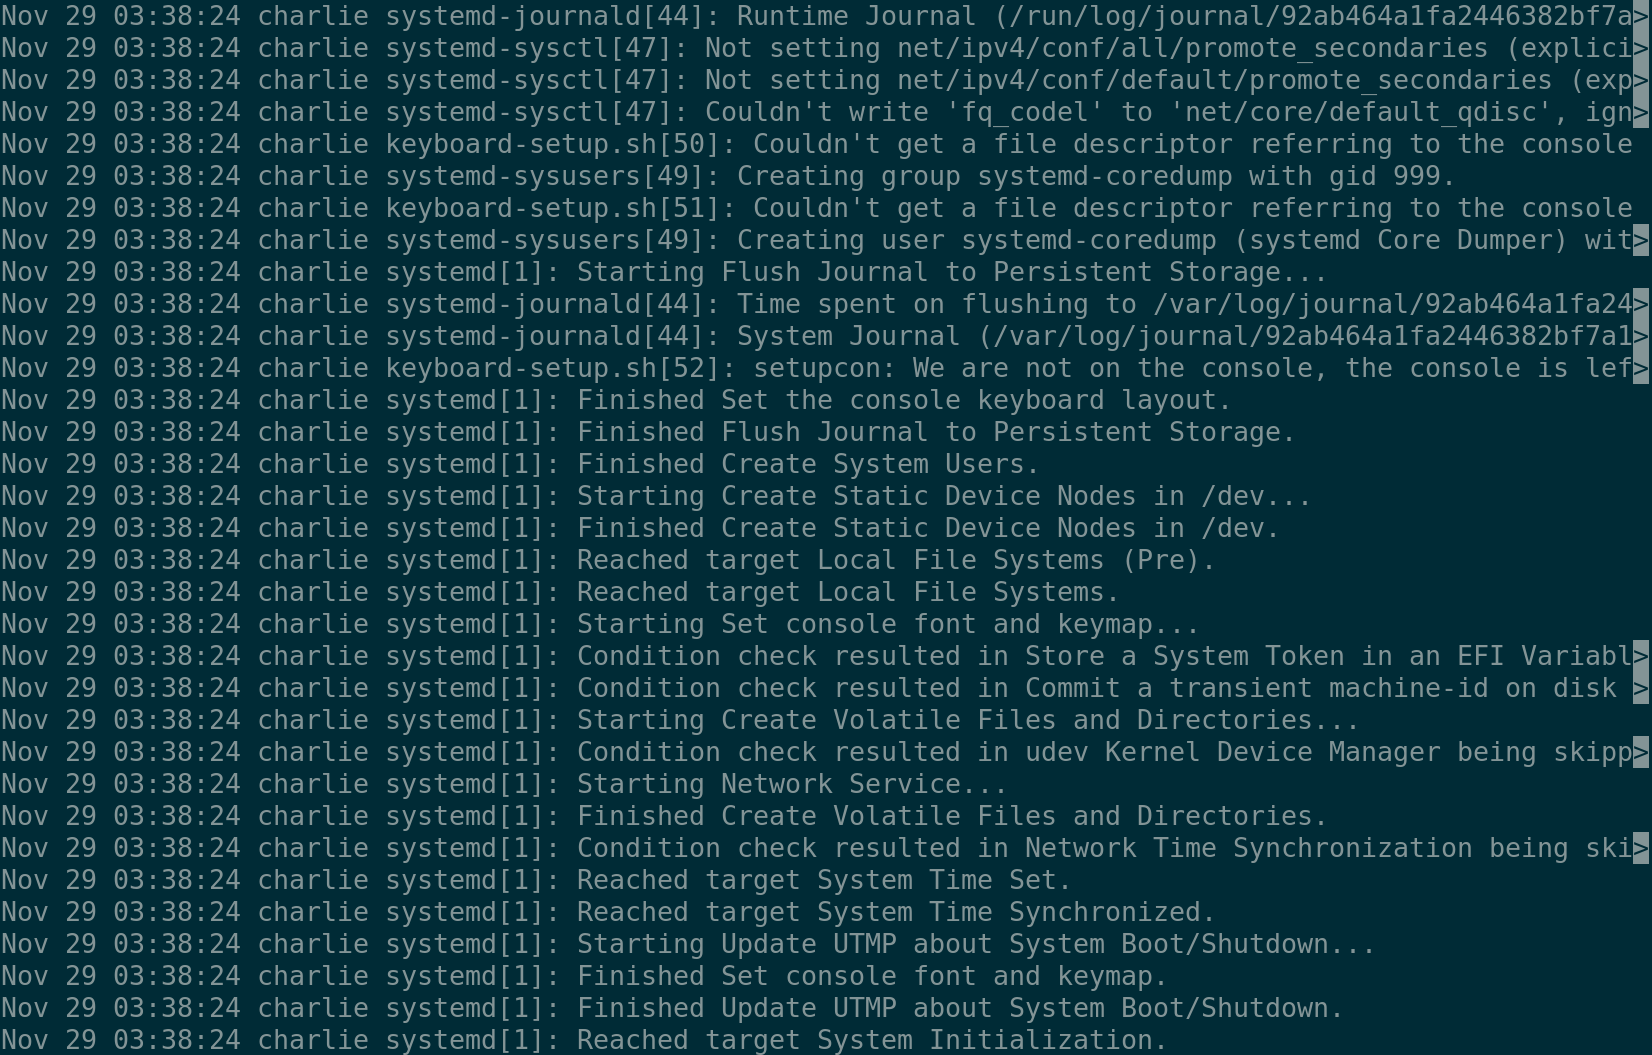 Nov 29 03:38:24 charlie systemd-journald[44]: Runtime Journal (/run/log/journal/92ab464a1fa2446382bf7a>
Nov 29 03:38:24 charlie systemd-sysctl[47]: Not setting net/ipv4/conf/all/promote_secondaries (explici>
Nov 29 03:38:24 charlie systemd-sysctl[47]: Not setting net/ipv4/conf/default/promote_secondaries (exp>
Nov 29 03:38:24 charlie systemd-sysctl[47]: Couldn't write 'fq_codel' to 'net/core/default_qdisc', ign>
Nov 29 03:38:24 charlie keyboard-setup.sh[50]: Couldn't get a file descriptor referring to the console
Nov 29 03:38:24 charlie systemd-sysusers[49]: Creating group systemd-coredump with gid 999.
Nov 29 03:38:24 charlie keyboard-setup.sh[51]: Couldn't get a file descriptor referring to the console
Nov 29 03:38:24 charlie systemd-sysusers[49]: Creating user systemd-coredump (systemd Core Dumper) wit>
Nov 29 03:38:24 charlie systemd[1]: Starting Flush Journal to Persistent Storage...
Nov 29 03:38:24 charlie systemd-journald[44]: Time spent on flushing to /var/log/journal/92ab464a1fa24>
Nov 29 03:38:24 charlie systemd-journald[44]: System Journal (/var/log/journal/92ab464a1fa2446382bf7a1>
Nov 29 03:38:24 charlie keyboard-setup.sh[52]: setupcon: We are not on the console, the console is lef>
Nov 29 03:38:24 charlie systemd[1]: Finished Set the console keyboard layout.
Nov 29 03:38:24 charlie systemd[1]: Finished Flush Journal to Persistent Storage.
Nov 29 03:38:24 charlie systemd[1]: Finished Create System Users.
Nov 29 03:38:24 charlie systemd[1]: Starting Create Static Device Nodes in /dev...
Nov 29 03:38:24 charlie systemd[1]: Finished Create Static Device Nodes in /dev.
Nov 29 03:38:24 charlie systemd[1]: Reached target Local File Systems (Pre).
Nov 29 03:38:24 charlie systemd[1]: Reached target Local File Systems.
Nov 29 03:38:24 charlie systemd[1]: Starting Set console font and keymap...
Nov 29 03:38:24 charlie systemd[1]: Condition check resulted in Store a System Token in an EFI Variabl>
Nov 29 03:38:24 charlie systemd[1]: Condition check resulted in Commit a transient machine-id on disk >
Nov 29 03:38:24 charlie systemd[1]: Starting Create Volatile Files and Directories...
Nov 29 03:38:24 charlie systemd[1]: Condition check resulted in udev Kernel Device Manager being skipp>
Nov 29 03:38:24 charlie systemd[1]: Starting Network Service...
Nov 29 03:38:24 charlie systemd[1]: Finished Create Volatile Files and Directories.
Nov 29 03:38:24 charlie systemd[1]: Condition check resulted in Network Time Synchronization being ski>
Nov 29 03:38:24 charlie systemd[1]: Reached target System Time Set.
Nov 29 03:38:24 charlie systemd[1]: Reached target System Time Synchronized.
Nov 29 03:38:24 charlie systemd[1]: Starting Update UTMP about System Boot/Shutdown...
Nov 29 03:38:24 charlie systemd[1]: Finished Set console font and keymap.
Nov 29 03:38:24 charlie systemd[1]: Finished Update UTMP about System Boot/Shutdown.
Nov 29 03:38:24 charlie systemd[1]: Reached target System Initialization.